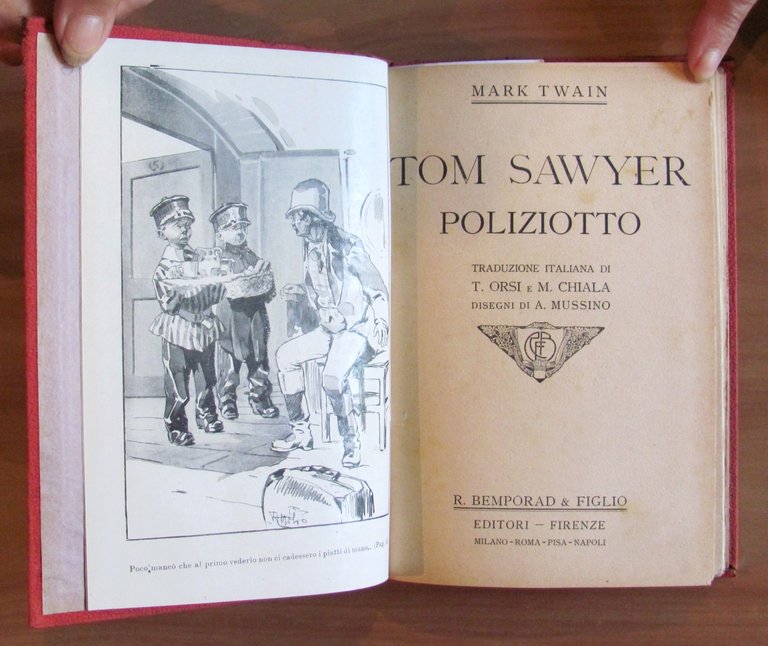 Poco mancò che al primo vederlo non ci cadessero i piatti di mano... (Pag.
MARK TWAIN
TOM SAWYER
POLIZIOTTO
TRADUZIONE ITALIANA DI
T. ORSI E M. CHIALA
DISEGNI DI A. MUSSINO
R. BEMPORAD & FIGLIO
EDITORI — FIRENZE
MILANO - ROMA - PISA - NAPOLI